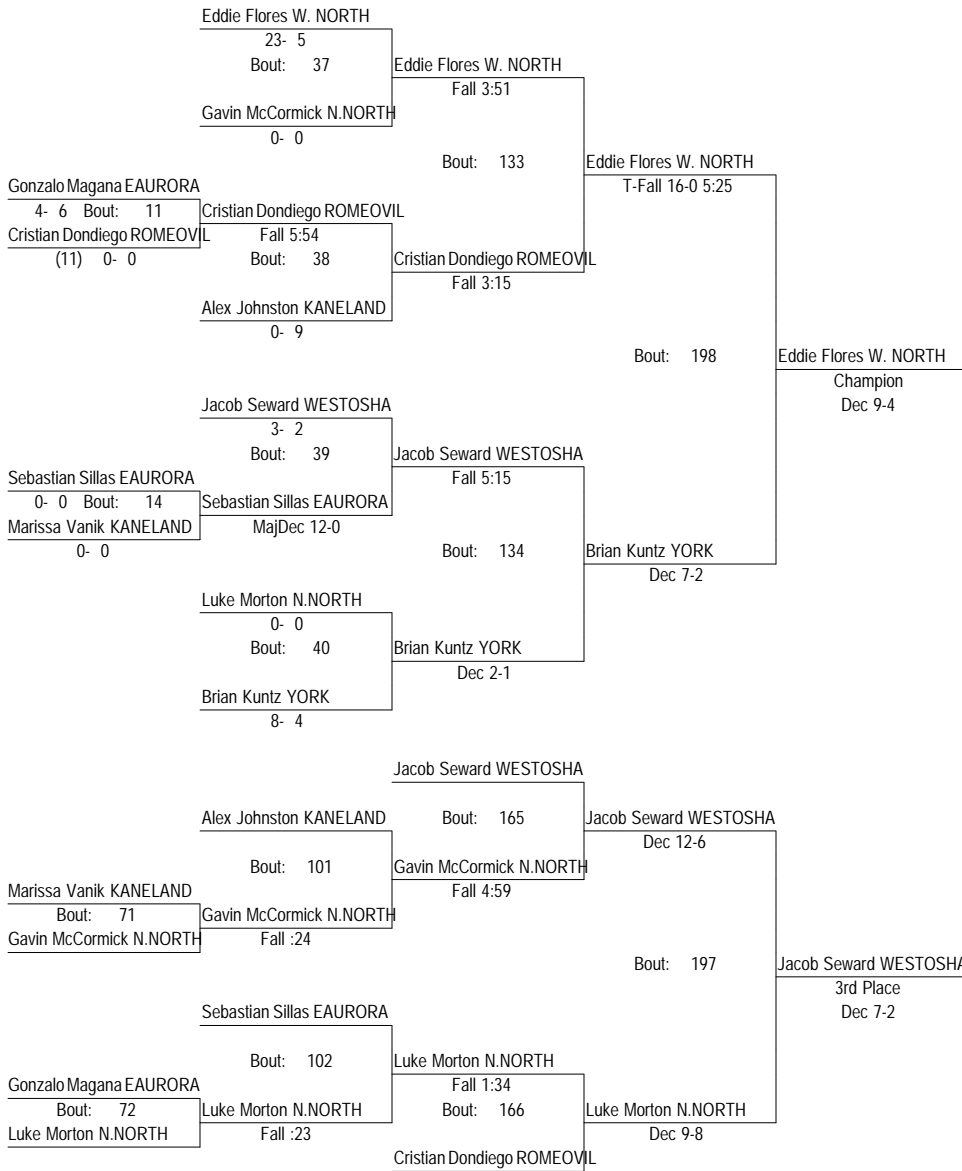 Eddie Flores W. NORTH
23- 5
Bout: 37
Eddie Flores W. NORTH
Fall 3:51
Gavin McCormick N.NORTH
0- 0
Bout: 133
Eddie Flores W. NORTH
T-Fall 16-0 5:25
Gonzalo Magana EAURORA
4- 6 Bout: 11
Cristian Dondiego ROMEOVIL
Fall 5:54
Cristian Dondiego ROMEOVIL
(11) 0- 0
Bout: 38
Cristian Dondiego ROMEOVIL
Fall 3:15
Alex Johnston KANELAND
0- 9
Bout: 198
Eddie Flores W. NORTH
Champion
Dec 9-4
Jacob Seward WESTOSHA
3- 2
Bout: 39
Jacob Seward WESTOSHA
Fall 5:15
Sebastian Sillas EAURORA
0- 0 Bout: 14
Sebastian Sillas EAURORA
MajDec 12-0
Marissa Vanik KANELAND
0- 0
Bout: 134
Brian Kuntz YORK
Dec 7-2
Luke Morton N.NORTH
0- 0
Bout: 40
Brian Kuntz YORK
Dec 2-1
Brian Kuntz YORK
8- 4
Jacob Seward WESTOSHA
Alex Johnston KANELAND
Bout: 165
Jacob Seward WESTOSHA
Dec 12-6
Bout: 101
Gavin McCormick N.NORTH
Fall 4:59
Marissa Vanik KANELAND
Bout: 71
Gavin McCormick N.NORTH
Fall :24
Gavin McCormick N.NORTH
Bout: 197
Jacob Seward WESTOSHA
3rd Place
Dec 7-2
Sebastian Sillas EAURORA
Bout: 102
Luke Morton N.NORTH
Fall 1:34
Gonzalo Magana EAURORA
Bout: 72
Luke Morton N.NORTH
Fall :23
Luke Morton N.NORTH
Bout: 166
Luke Morton N.NORTH
Dec 9-8
Cristian Dondiego ROMEOVIL